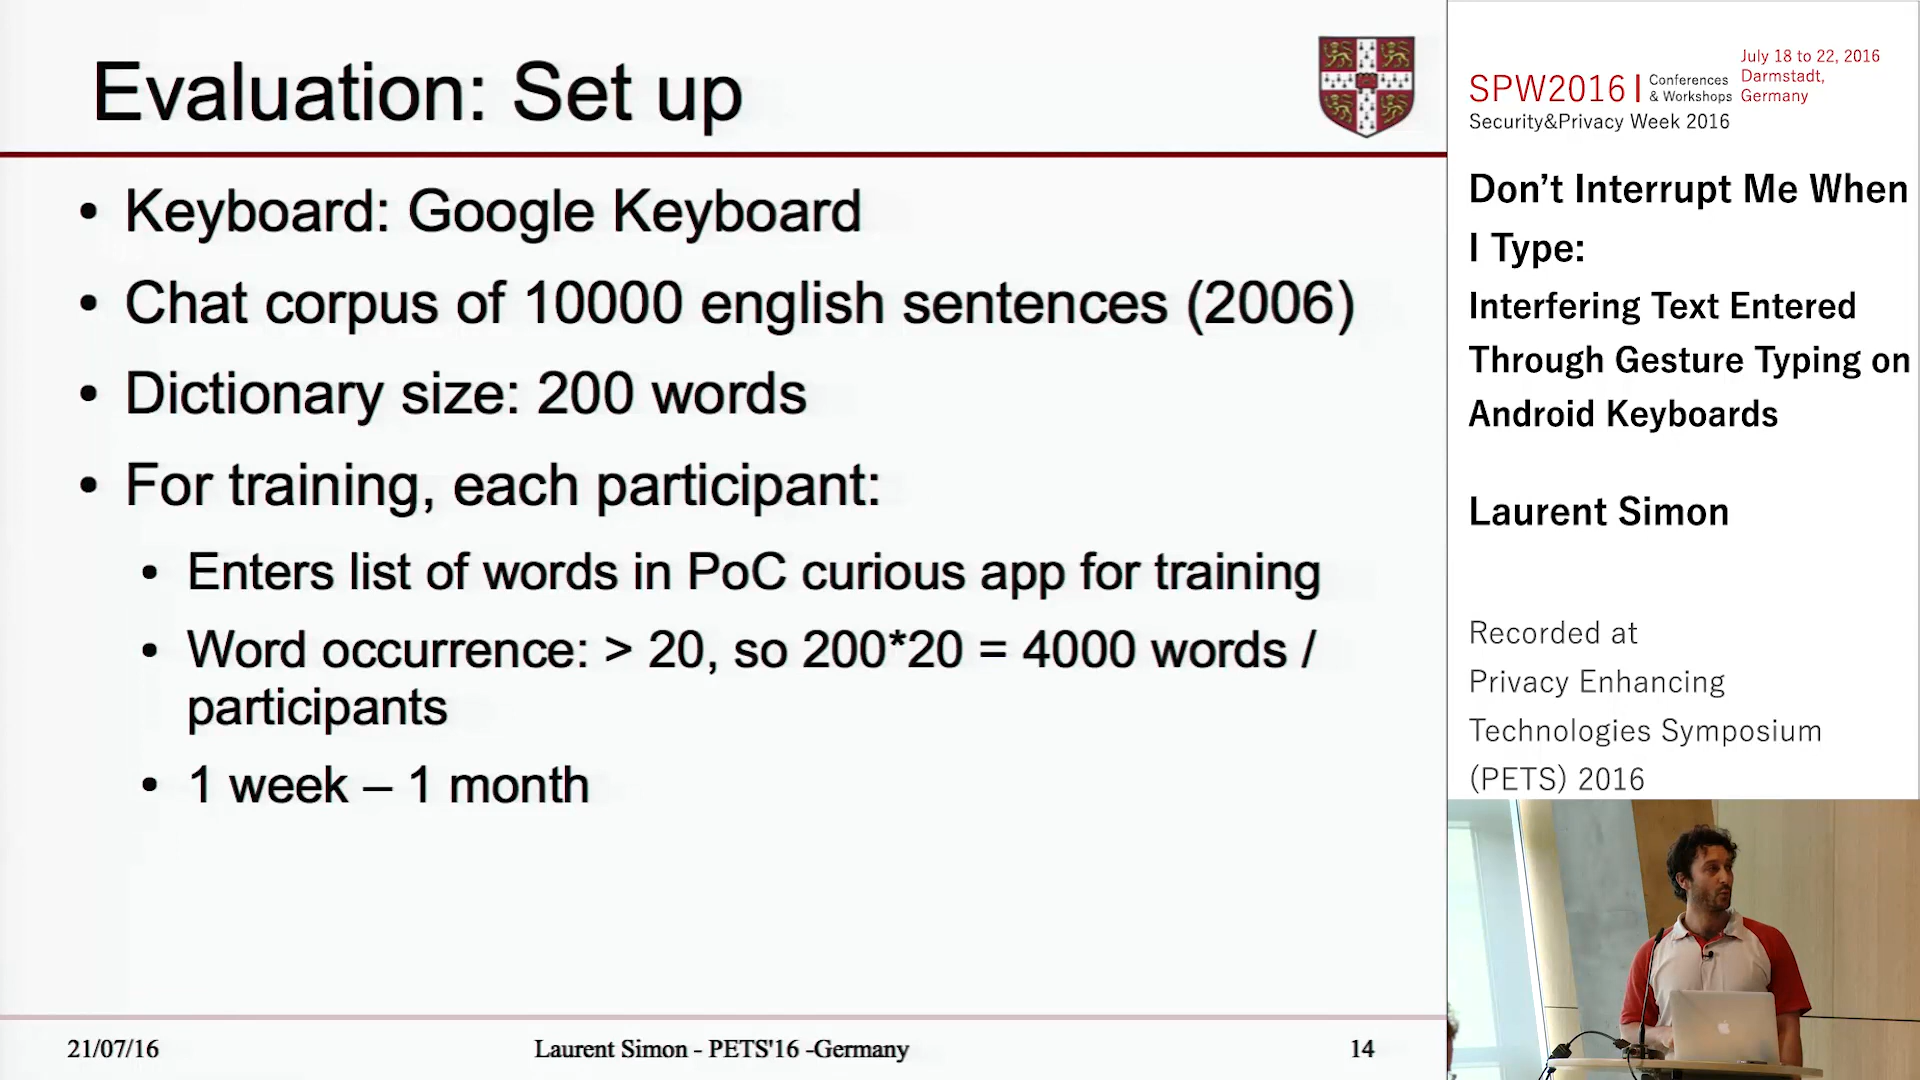 Evaluation: Set up
• Keyboard: Google Keyboard
• Chat corpus of 10000 english sentences (2006)
• Dictionary size: 200 words
• For training, each participant:
• Enters list of words in PoC curious app for training
• Word occurrence: > 20, so 200*20 = 4000 words /
participants
• 1 week – 1 month
21/07/16
Laurent Simon - PETS'16 -Germany
14
SPW2016 | Conferences & Workshops
July 18 to 22, 2016
Darmstadt,
Germany
Security&Privacy Week 2016
Don’t Interrupt Me When
I Type:
Interfering Text Entered
Through Gesture Typing on
Android Keyboards
Laurent Simon
Recorded at
Privacy Enhancing
Technologies Symposium
(PETS) 2016